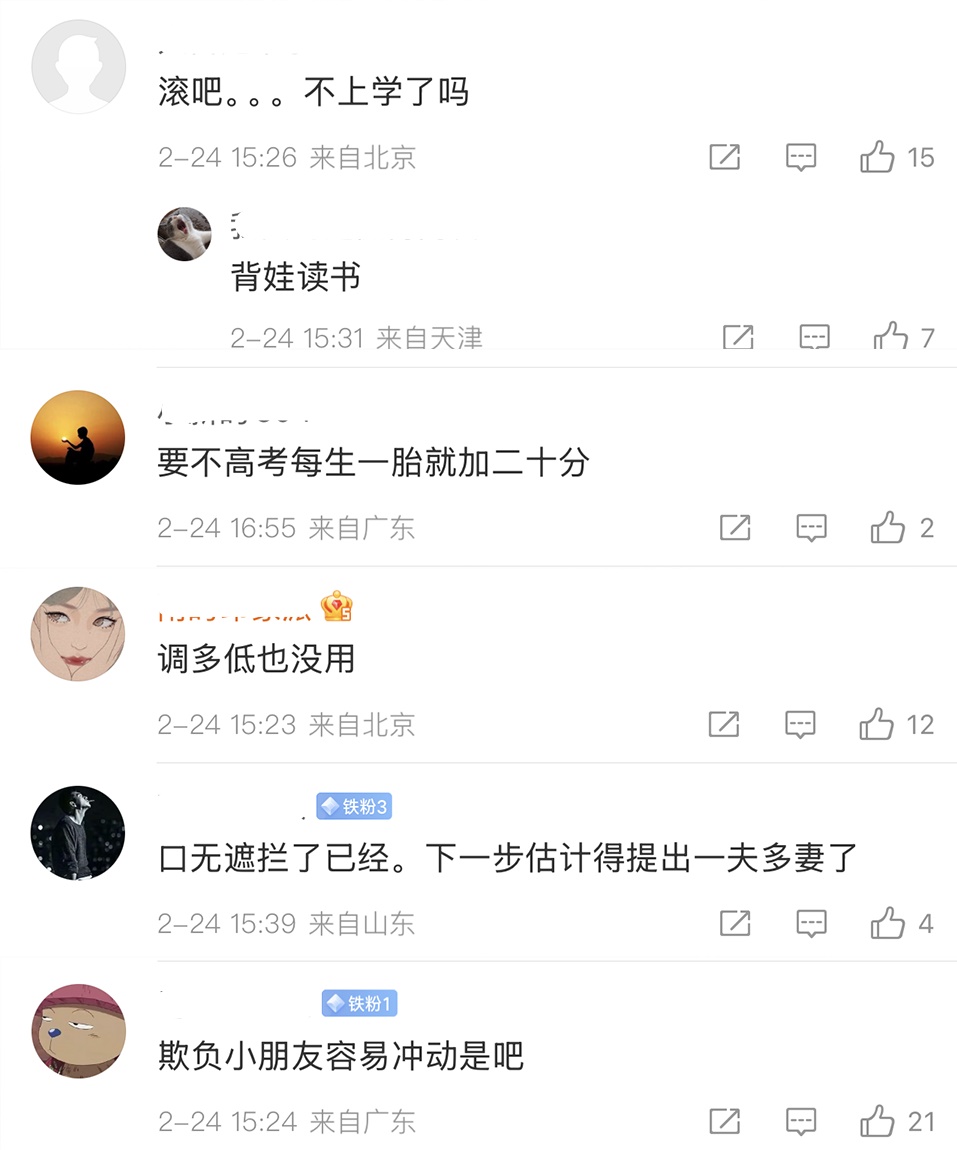 滚吧。。。不上学了吗
2-24 15:26 来自北京
15
背娃读书
2-24 15:31 来自天津
7
要不高考每生一胎就加二十分
2-24 16:55 来自广东
2
5
调多低也没用
2-24 15:23 来自北京
12
铁粉3
口无遮拦了已经。下一步估计得提出一夫多妻了
2-24 15:39 来自山东
4
铁粉1
欺负小朋友容易冲动是吧
2-24 15:24 来自广东
21